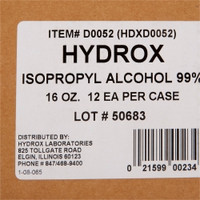 ITEM# D0052 (HDXD0052)
HYDROX
ISOPROPYL ALCOHOL 99%
16 OZ. 12 EA PER CASE
LOT # 50683
DISTRIBUTED BY:
HYDROX LABORATORIES
825 TOLLGATE ROAD
ELGIN, ILLINOIS 60123
PHONE # 847/468-9400
1-08-065
0 21599 00234